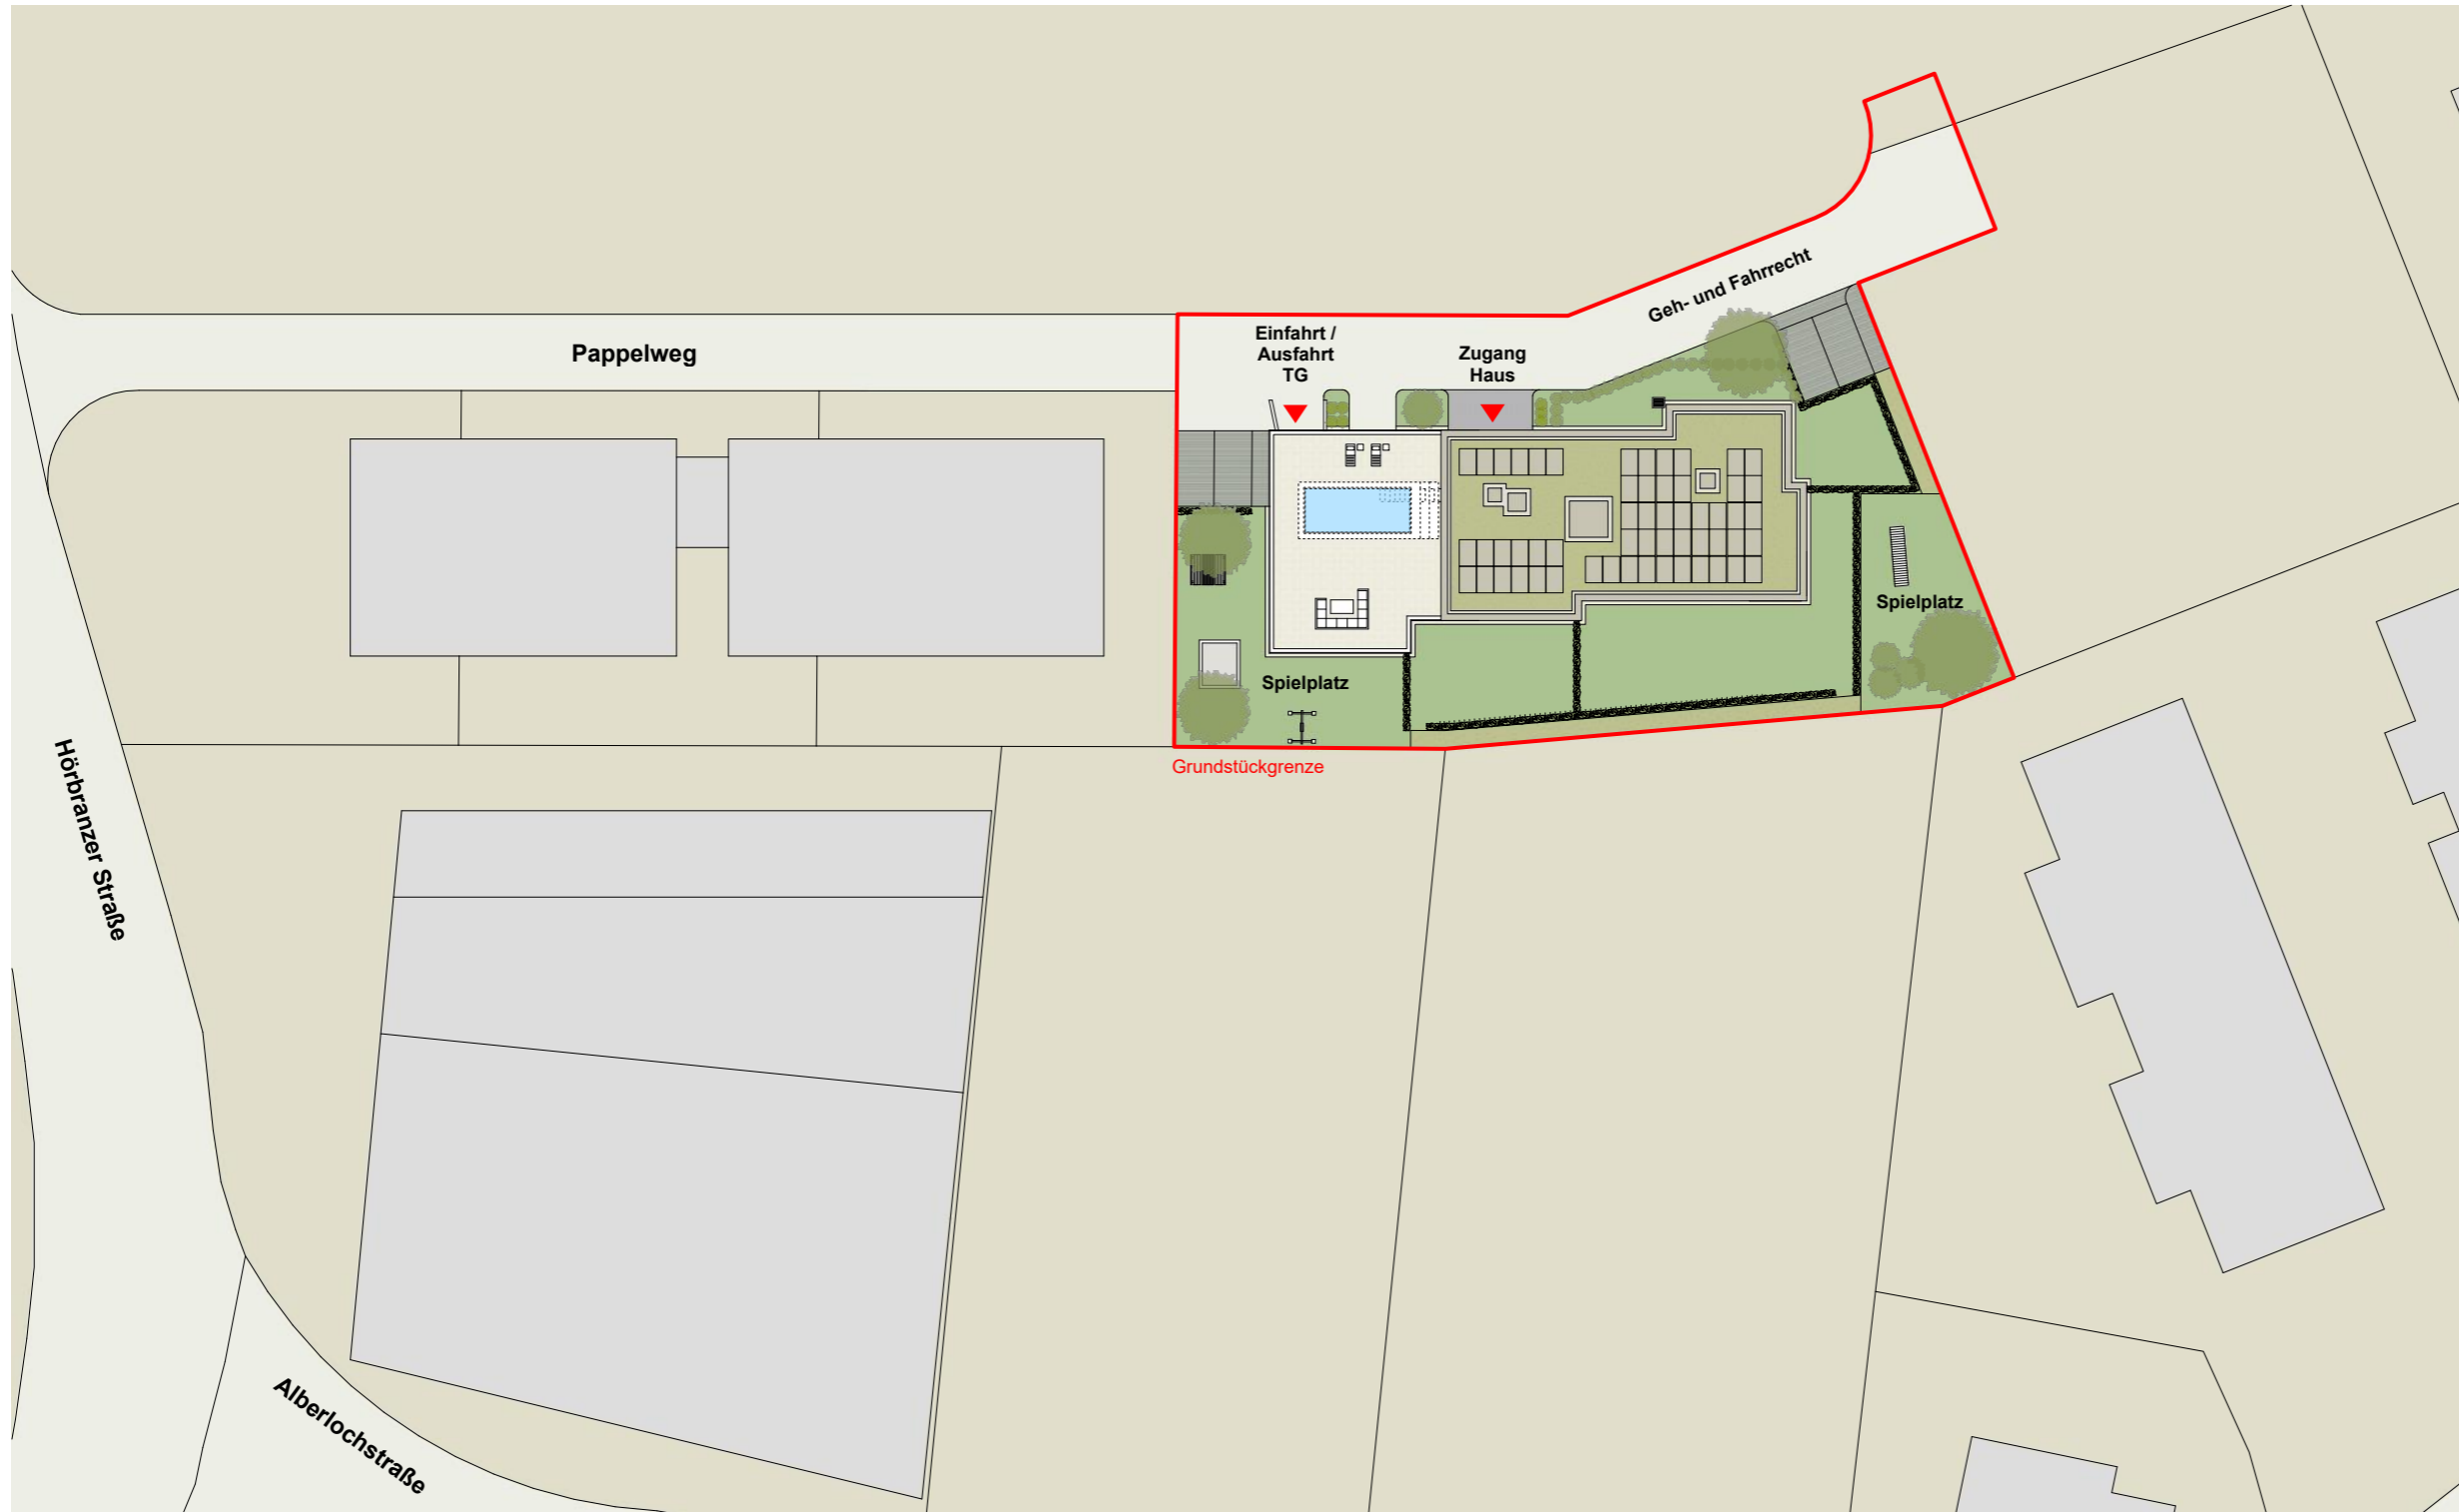 Geh- und Fahrrecht
Einfahrt /
Ausfahrt
TG
Pappelweg
Zugang
Haus
Spielplatz
Spielplatz
Grundstückgrenze
Hörbranzer Straße
Alberlochstraße